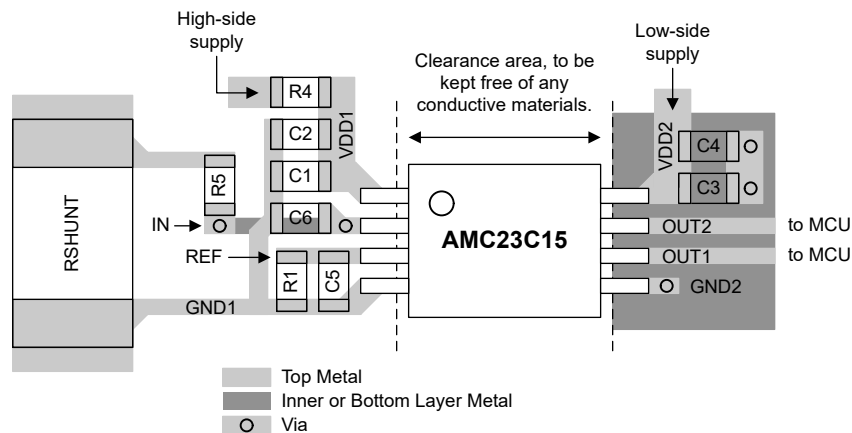 High-side
supply
Low-side
supply
Clearance area, to be
kept free of any
conductive materials.
R4
C2
C1
C6
VDD1
VDD2
C4
C3
R5
IN
REF
RSHUNT
AMC23C15
OUT2
to MCU
OUT1
to MCU
GND2
R1
C5
GND1
Top Metal
Inner or Bottom Layer Metal
Via